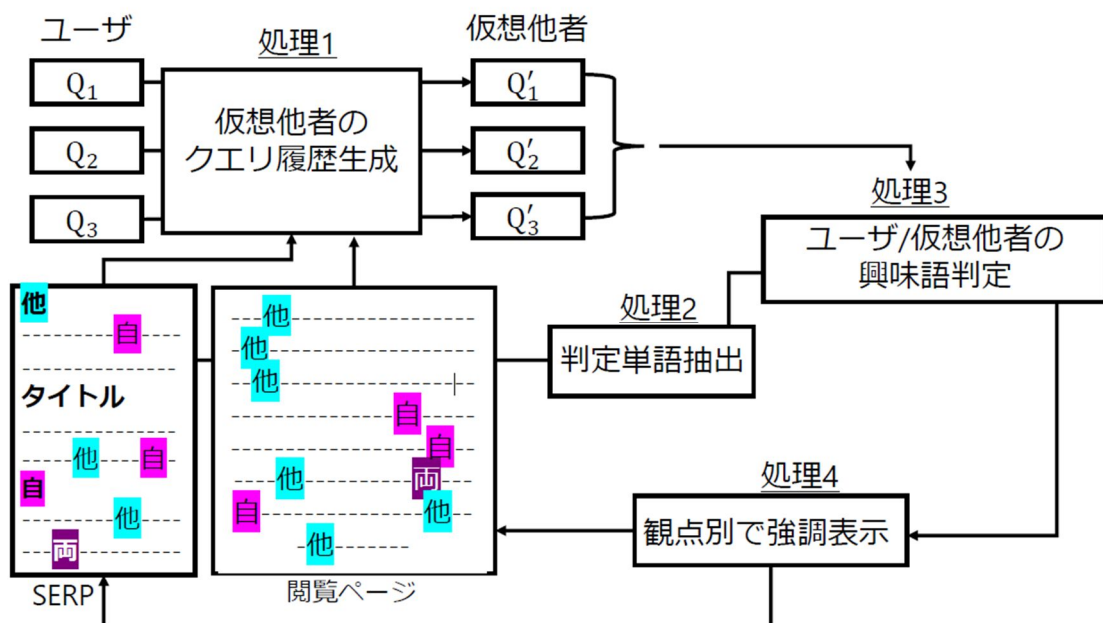 ユーザ
処理1
仮想他者
Q1
Q2
Q3
仮想他者の
クエリ履歴生成
Q′1
Q′2
Q′3
処理3
ユーザ/仮想他者の
興味語判定
処理2
判定単語抽出
処理4
観点別で強調表示
他
自
タイトル
他
自
自
他
両
SERP
他
他
他
自
自
両
他
他
自
他
閲覧ページ